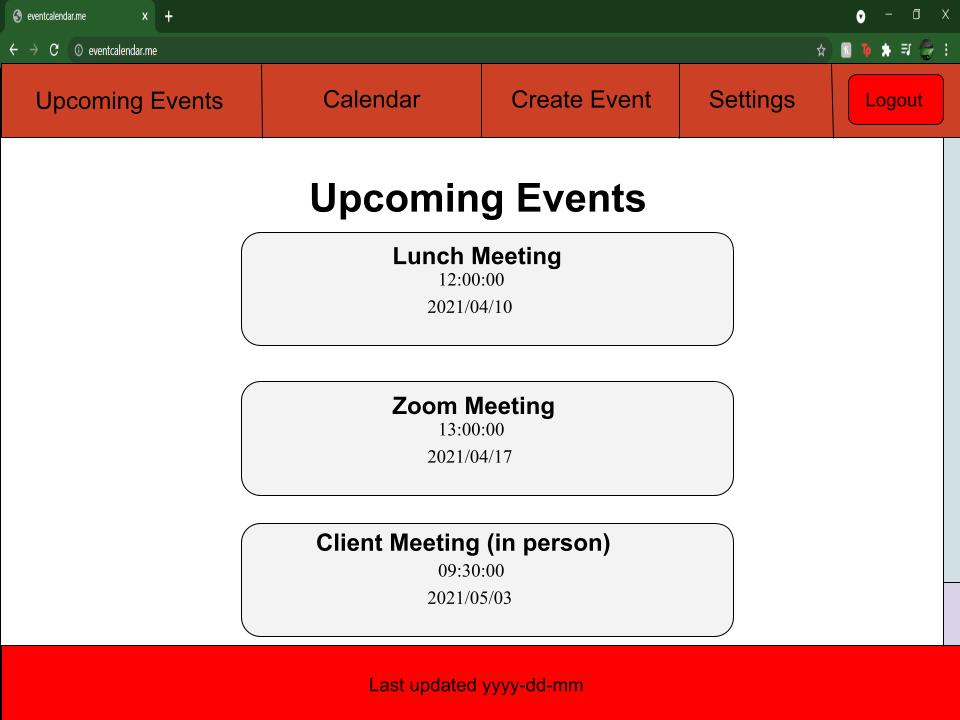 eventcalendar.me
eventcalendar.me
Upcoming Events Calendar Create Event Settings Logout
Upcoming Events
Lunch Meeting
12:00:00
2021/04/10
Zoom Meeting
13:00:00
2021/04/17
Client Meeting (in person)
09:30:00
2021/05/03
Last updated yyyy-dd-mm